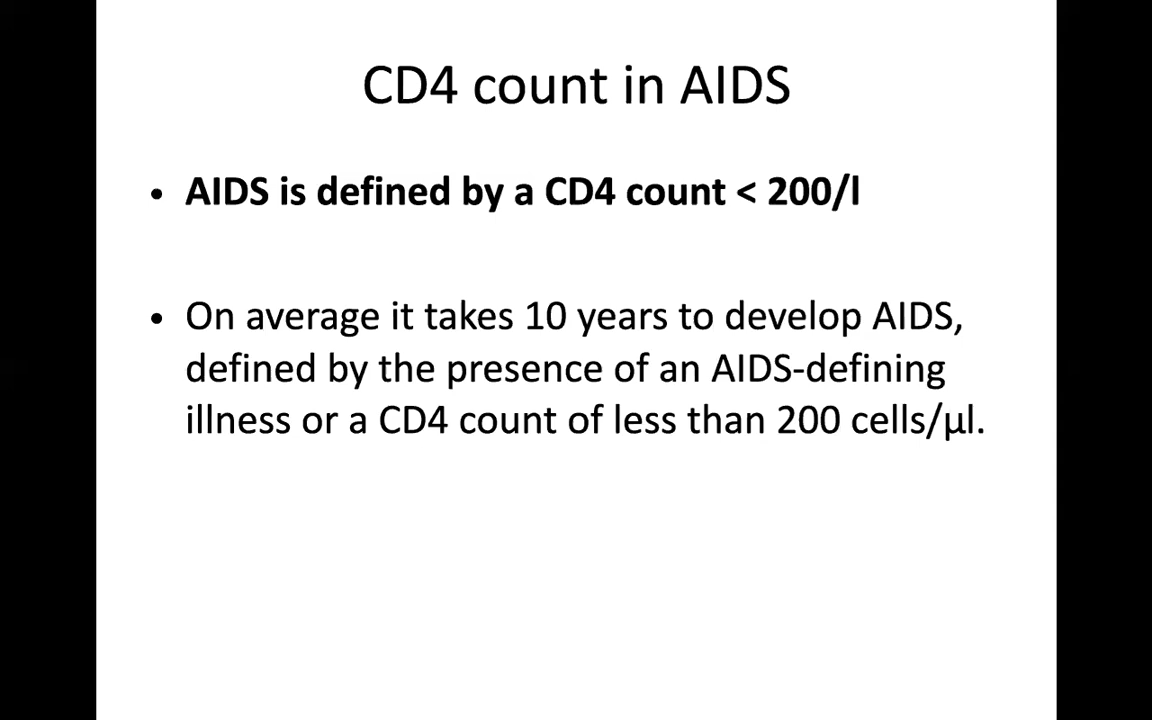 CD4 count in AIDS
• AIDS is defined by a CD4 count < 200/l
• On average it takes 10 years to develop AIDS,
defined by the presence of an AIDS-defining
illness or a CD4 count of less than 200 cells/µl.